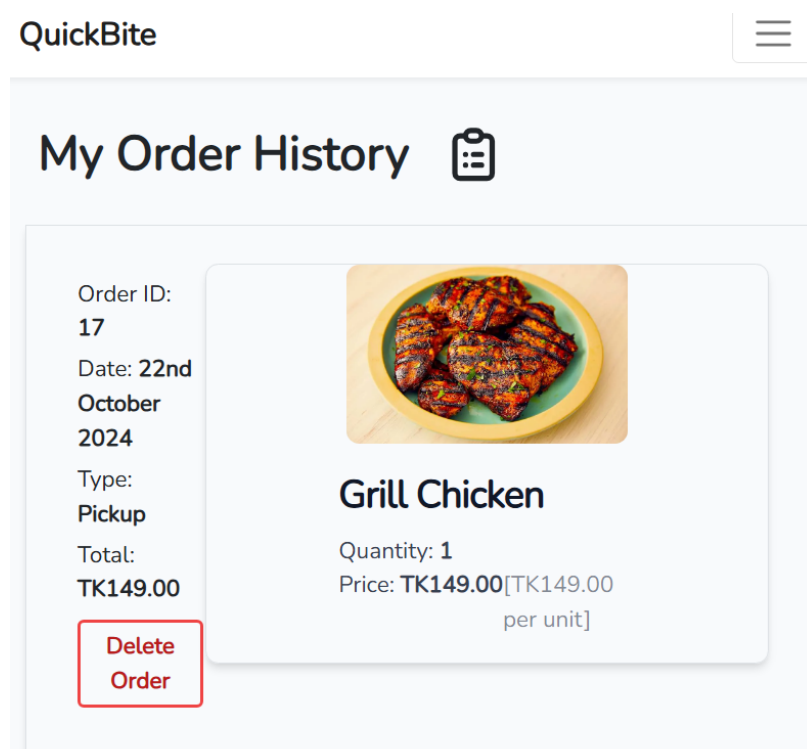 QuickBite
My Order History
Order ID:
17
Date: 22nd
October
2024
Type:
Pickup
Total:
TK149.00
Delete
Order
Grill Chicken
Quantity: 1
Price: TK149.00[TK149.00
per unit]